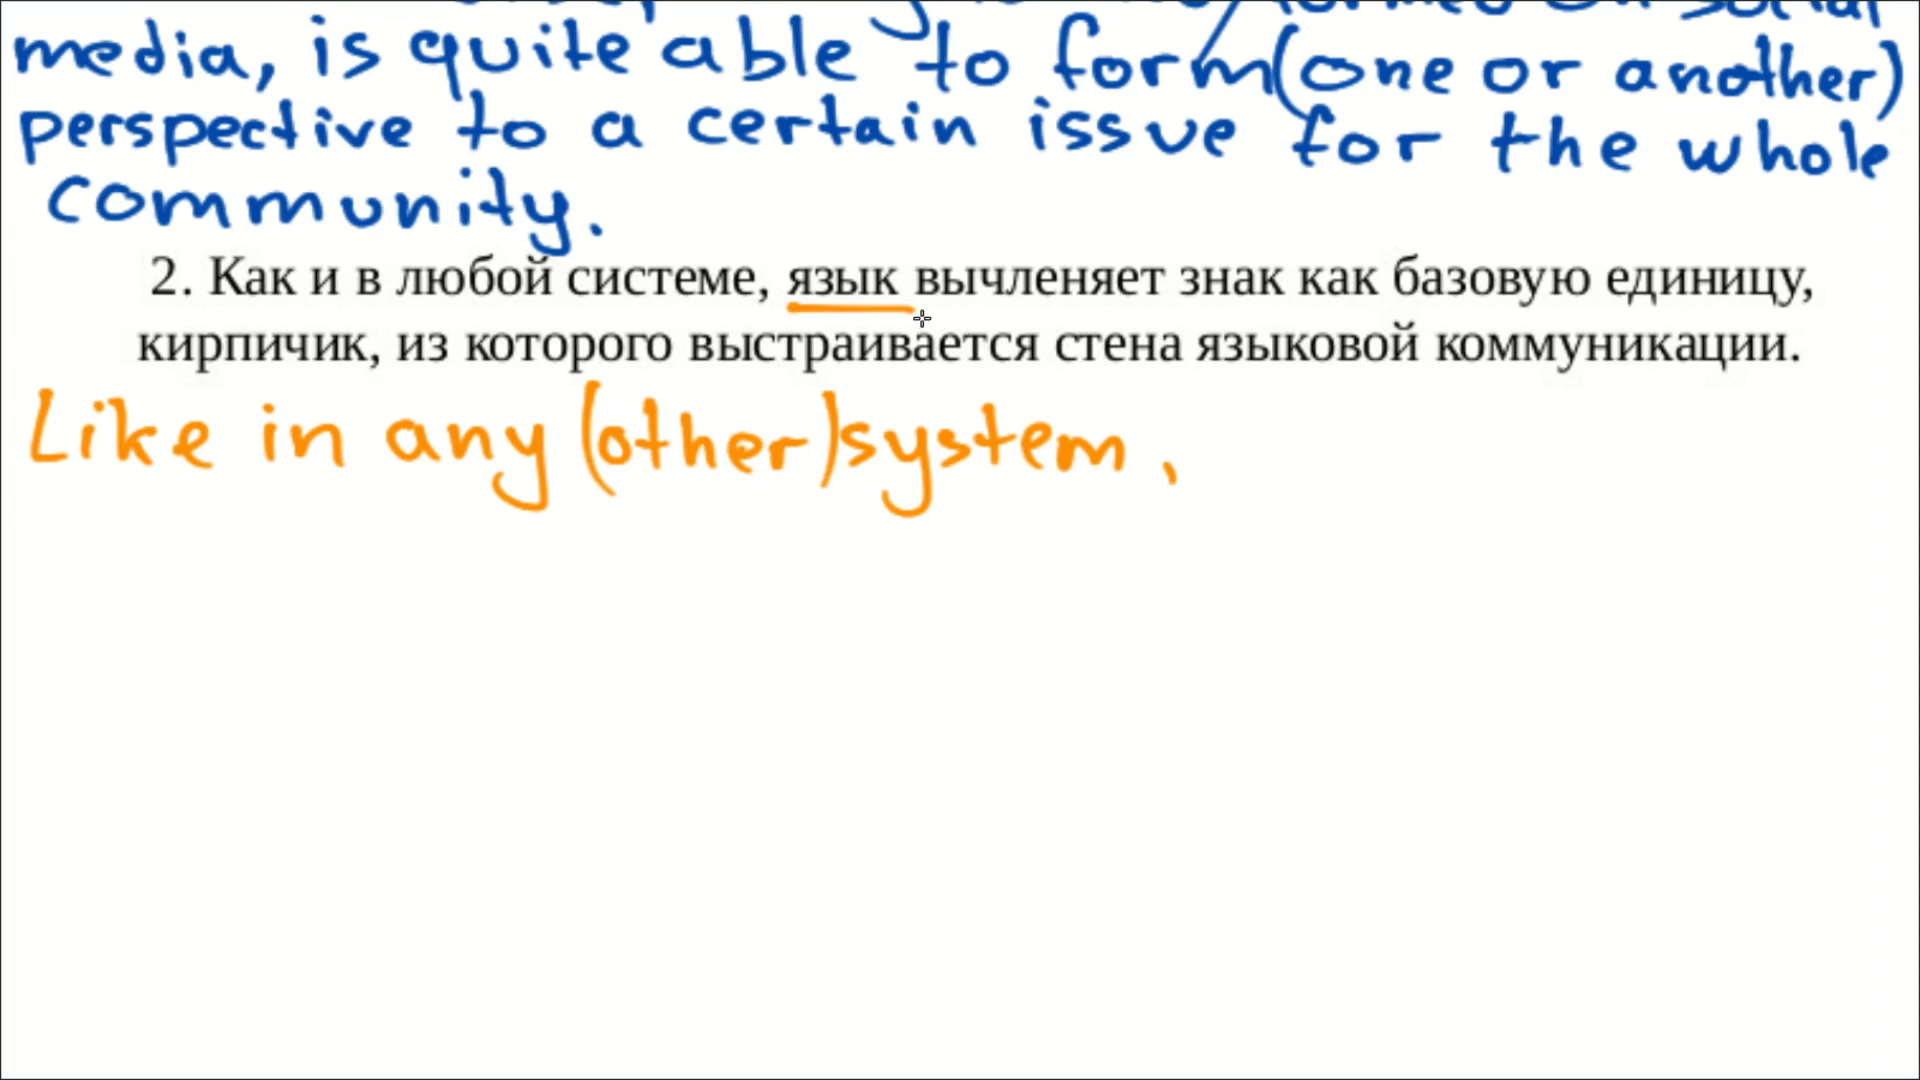 social
media, is quite able to form (one or another)
perspective to a certain issue for the whole
community.
2. Как и в любой системе, язык вычленяет знак как базовую единицу,
кирпичик, из которого выстраивается стена языковой коммуникации.
Like in any (other) system,